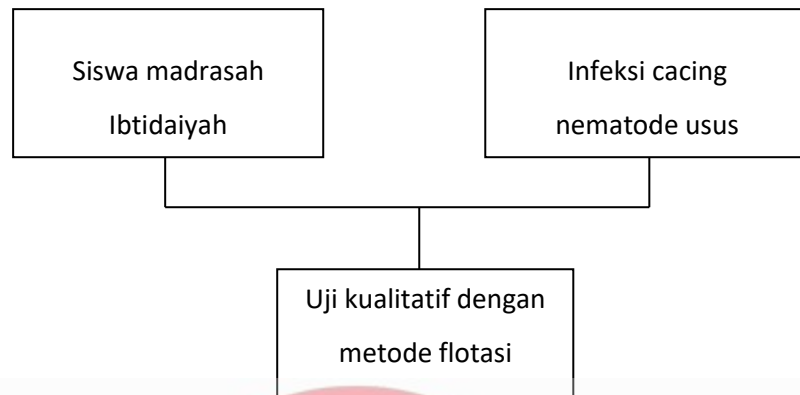 Siswa madrasah
Ibtidaiyah
Infeksi cacing
nematode usus
Uji kualitatif dengan
metode flotasi